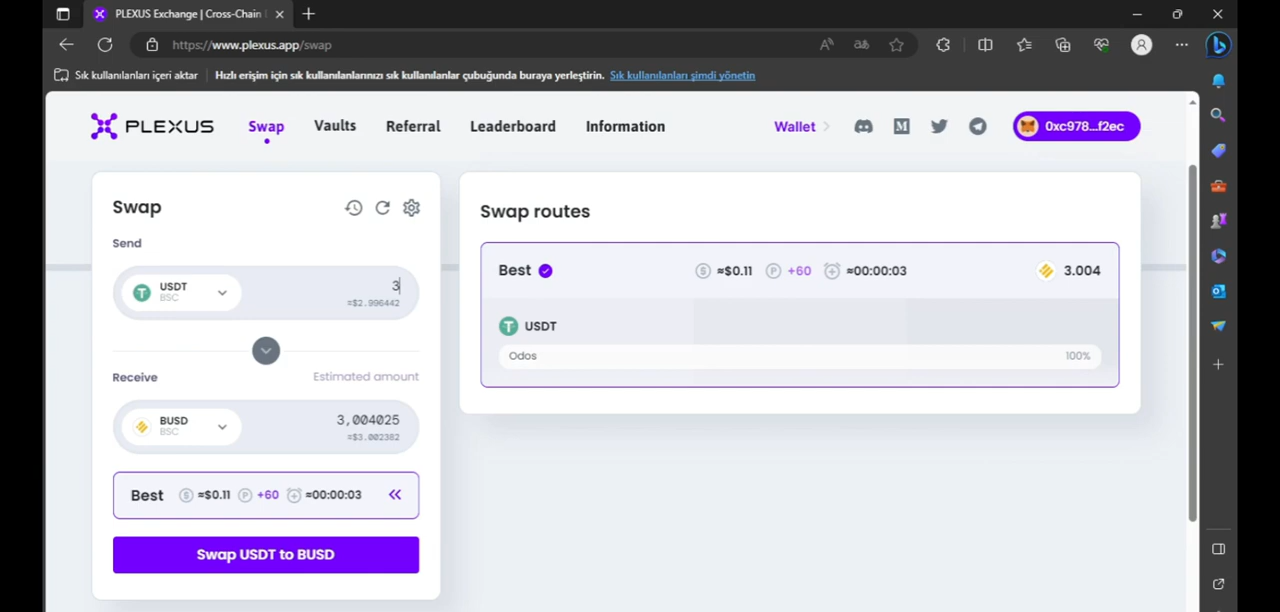 PLEXUS Exchange | Cross-Chain
https://www.plexus.app/swap
Sık kullanılanları içeri aktar
Hızlı erişim için sık kullanılanlarınızı sık kullanılanlar çubuğunda buraya yerleştirin. Sık kullanılanları şimdi yönetin
PLEXUS
Swap
Vaults
Referral
Leaderboard
Information
Wallet
0xc978...f2ec
Swap
Send
USDT
BSC
3
≈$2.996442
Receive
Estimated amount
BUSD
BSC
3,004025
≈$3.002382
Best
≈$0.11
+60
≈00:00:03
Swap USDT to BUSD
Swap routes
Best
≈$0.11
+60
≈00:00:03
3.004
USDT
Odos
100%